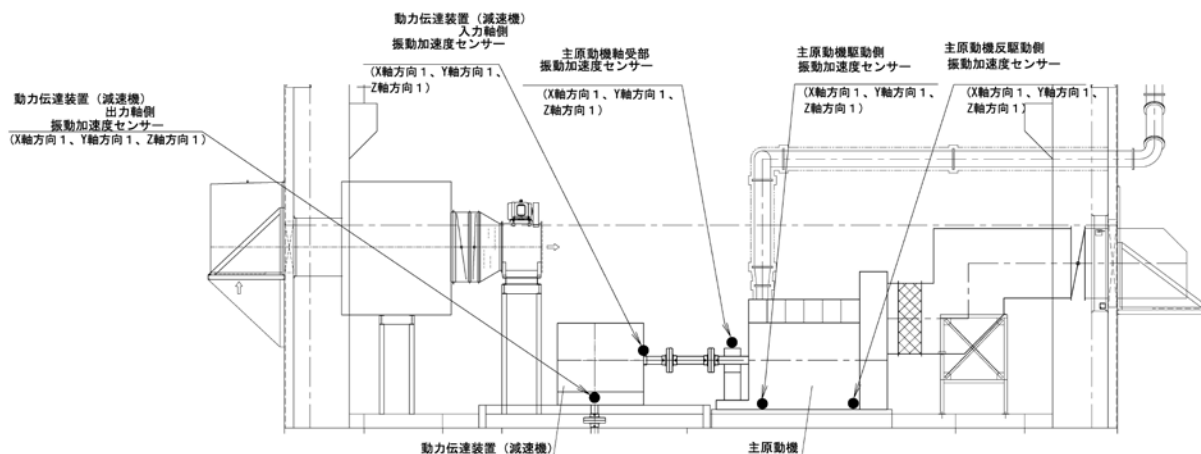 動力伝達装置（減速機）
入力軸側
振動加速度センサー
（X軸方向１、Y軸方向１、
Z軸方向１）
主原動機軸受部
振動加速度センサー
（X軸方向１、Y軸方向１、
Z軸方向１）
主原動機駆動側
振動加速度センサー
（X軸方向１、Y軸方向１、
Z軸方向１）
主原動機反駆動側
振動加速度センサー
（X軸方向１、Y軸方向１、
Z軸方向１）
動力伝達装置（減速機）
出力軸側
振動加速度センサー
（X軸方向１、Y軸方向１、Z軸方向１）
動力伝達装置（減速機）
主原動機